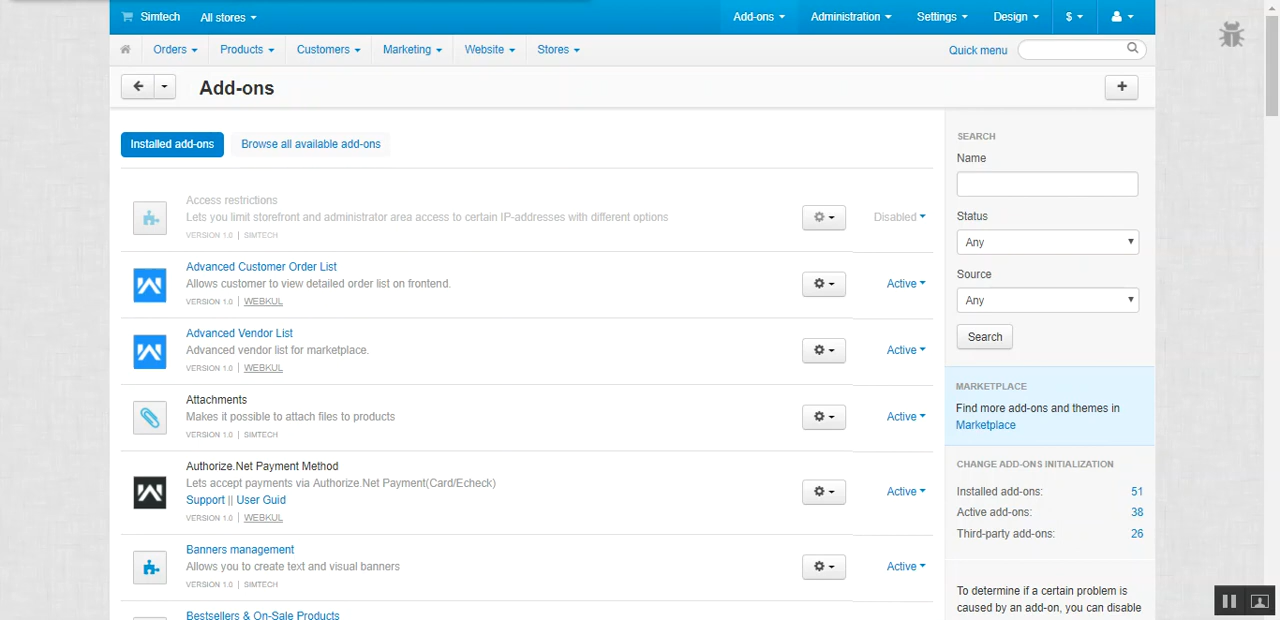 Simtech All stores Add-ons Administration Settings Design $
Orders Products Customers Marketing Website Stores Quick menu
Add-ons
+
Installed add-ons Browse all available add-ons
Access restrictions
Lets you limit storefront and administrator area access to certain IP-addresses with different options
VERSION 1.0 | SIMTECH
Disabled
Advanced Customer Order List
Allows customer to view detailed order list on frontend.
VERSION 1.0 | WEBKUL
Active
Advanced Vendor List
Advanced vendor list for marketplace.
VERSION 1.0 | WEBKUL
Active
Attachments
Makes it possible to attach files to products
VERSION 1.0 | SIMTECH
Active
Authorize.Net Payment Method
Lets accept payments via Authorize.Net Payment(Card/Echeck)
Support || User Guid
VERSION 1.0 | WEBKUL
Active
Banners management
Allows you to create text and visual banners
VERSION 1.0 | SIMTECH
Active
Bestsellers & On-Sale Products
SEARCH
Name
Status
Any
Source
Any
Search
MARKETPLACE
Find more add-ons and themes in
Marketplace
CHANGE ADD-ONS INITIALIZATION
Installed add-ons: 51
Active add-ons: 38
Third-party add-ons: 26
To determine if a certain problem is
caused by an add-on, you can disable